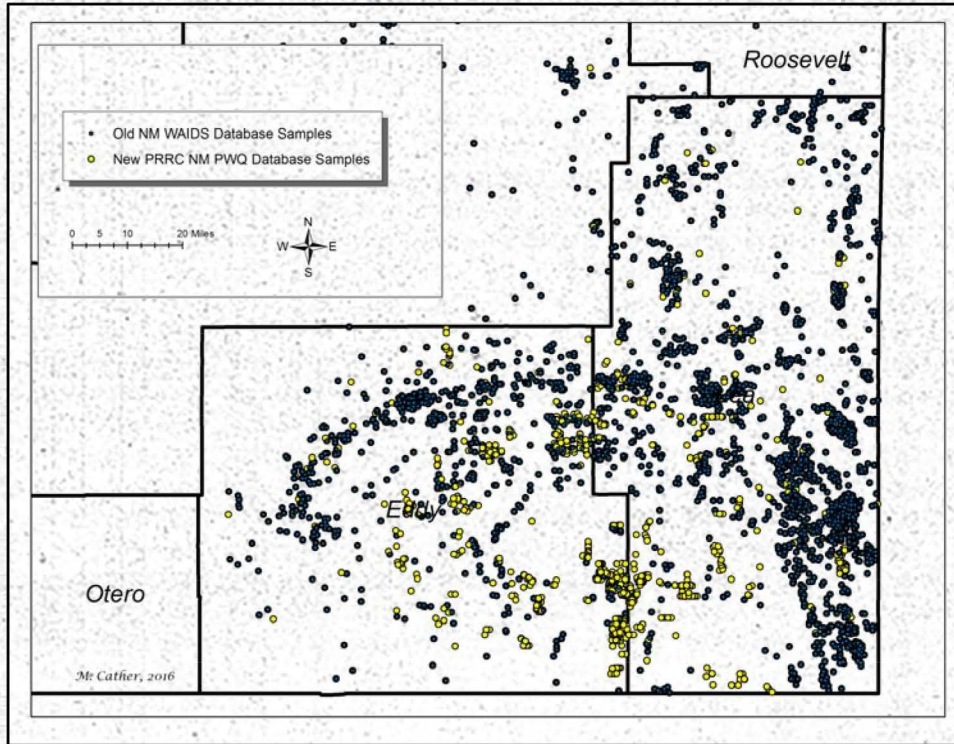 Roosevelt
Old NM WAIDS Database Samples
New PRRC NM PWQ Database Samples
0 5 10 20 Miles
N
W E
S
Eddy
Otero
Mc Cather, 2016